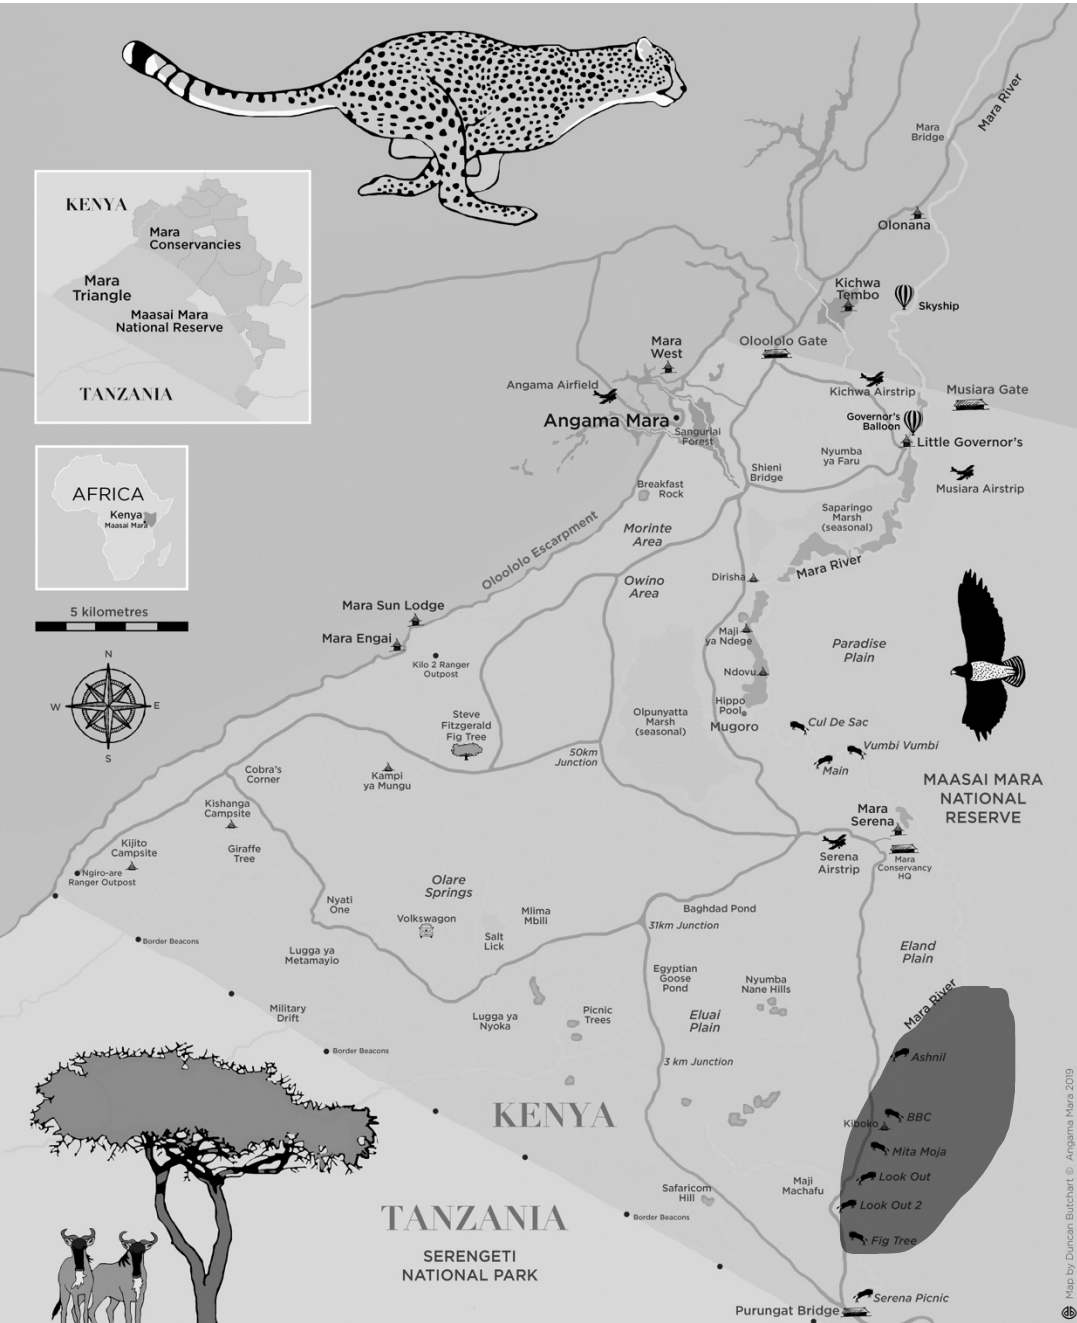 Mara River
Mara
Bridge
KENYA
Mara
Conservancies
Mara
Triangle
Maasai Mara
National Reserve
TANZANIA
Olonana
Kichwa
Tembo
Skyship
Oloololo Gate
Mara
West
Angama Airfield
Kichwa Airstrip
Musiara Gate
Angama Mara
Sangurlai
Forest
Governor's
Balloon
Little Governor's
Nyumba
ya Faru
Shieni
Bridge
Musiara Airstrip
AFRICA
Kenya
Maasai Mara
Breakfast
Rock
Saparingo
Marsh
(seasonal)
Morinte
Area
Oloololo Escarpment
Mara River
Owino
Area
Dirisha
5 kilometres
Mara Sun Lodge
Mara Engai
Maji
ya Ndege
Paradise
Plain
Kilo 2 Ranger
Outpost
Ndovu
N
W
E
S
Steve
Fitzgerald
Fig Tree
Olpunyatta
Marsh
(seasonal)
Hippo
Pool
Mugoro
Cul De Sac
Vumbi Vumbi
Main
50km
Junction
Cobra's
Corner
Kampi
ya Mungu
MAASAI MARA
NATIONAL
RESERVE
Kishanga
Campsite
Mara
Serena
Kijito
Campsite
Giraffe
Tree
Serena
Airstrip
Mara
Conservancy
HQ
Ngiro-are
Ranger Outpost
Olare
Springs
Nyati
One
Volkswagon
Mlima
Mbili
Baghdad Pond
31km Junction
Salt
Lick
Border Beacons
Lugga ya
Metamayio
Eland
Plain
Egyptian
Goose
Pond
Nyumba
Nane Hills
Mara River
Military
Drift
Lugga ya
Nyoka
Picnic
Trees
Eluai
Plain
Border Beacons
3 km Junction
Ashnil
KENYA
BBC
Kiboko
Mita Moja
Look Out
Maji
Machafu
Safaricom
Hill
Look Out 2
TANZANIA
Border Beacons
Fig Tree
SERENGETI
NATIONAL PARK
Serena Picnic
Purungat Bridge
Map by Duncan Butchart © Angama Mara 2019